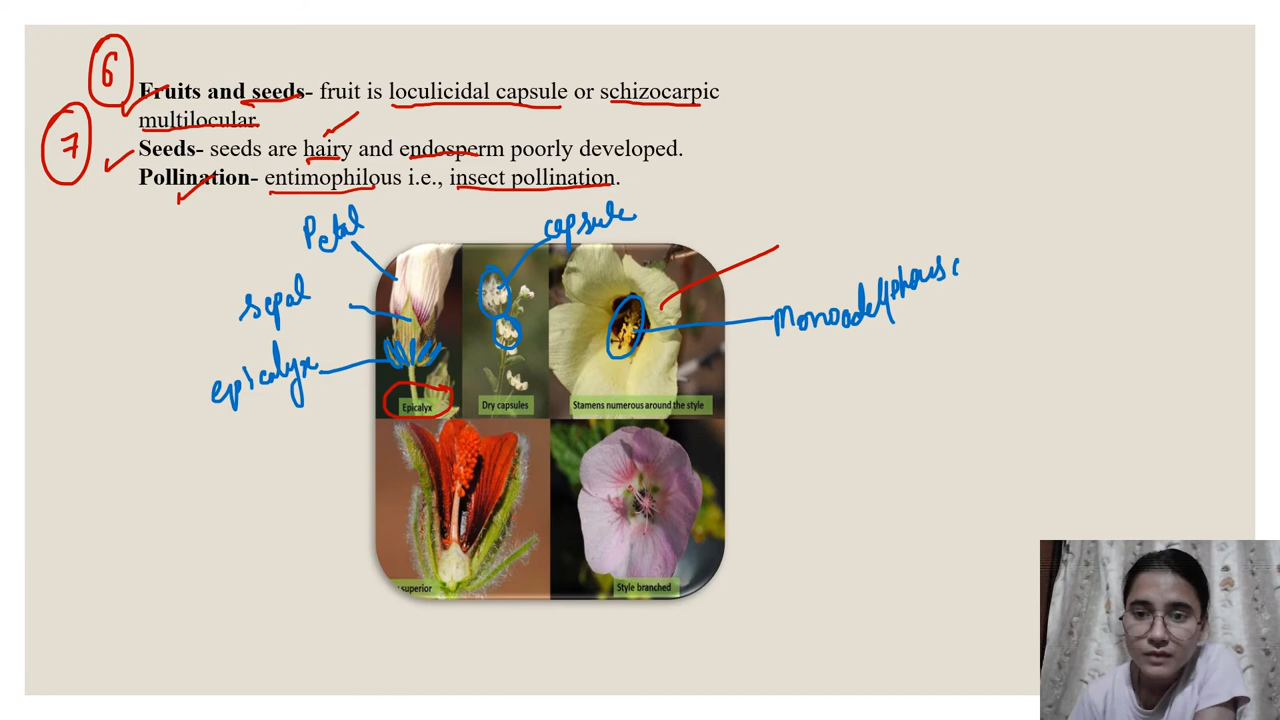 6
Fruits and seeds- fruit is loculicidal capsule or schizocarpic
multilocular.
7
Seeds- seeds are hairy and endosperm poorly developed.
Pollination- entimophilous i.e., insect pollination.
Petal
capsule
sepal
epicalyx
Epicalyx
Dry capsules
Stamens numerous around the style
superior
Style branched